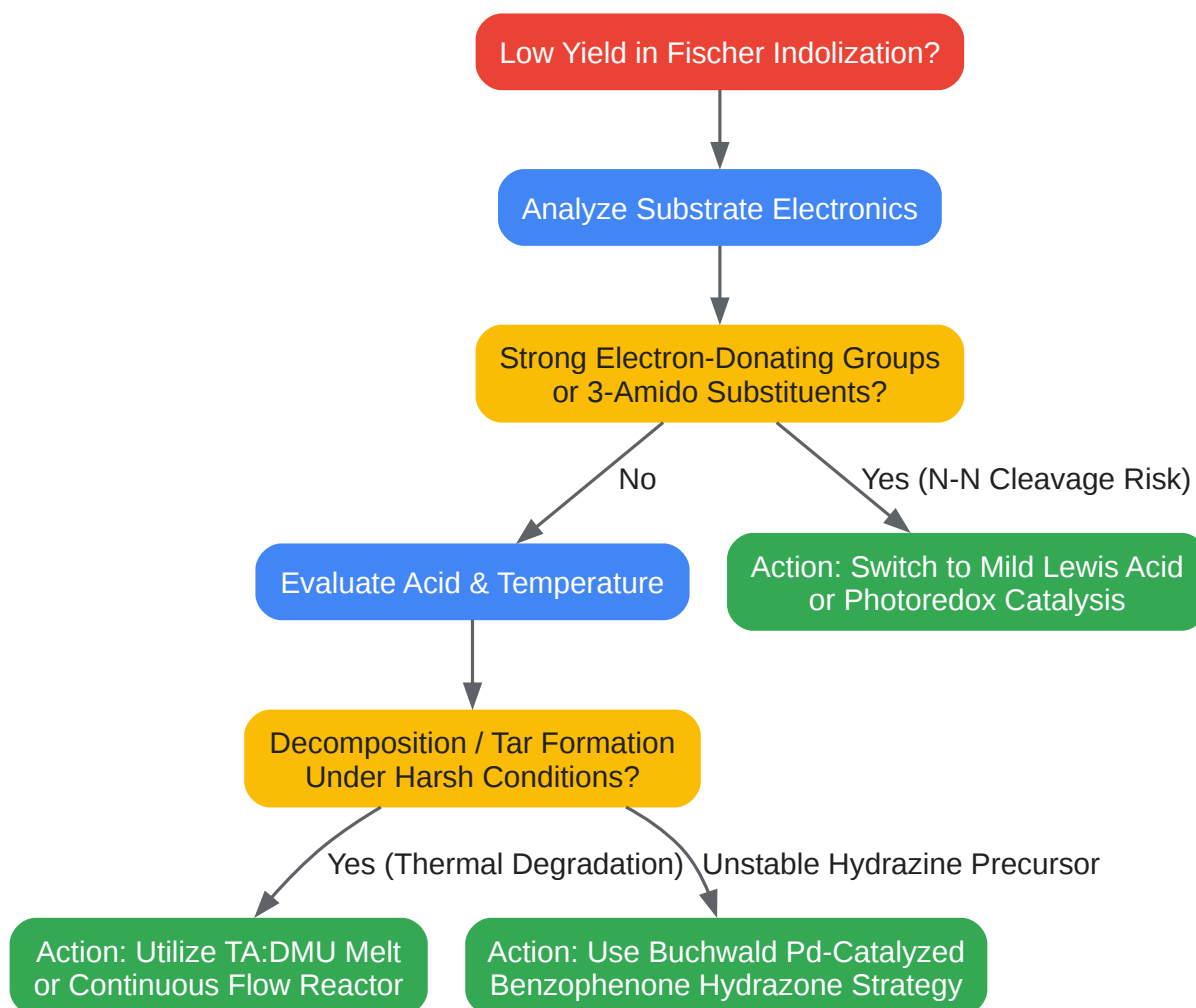 Low Yield in Fischer Indolization?
Analyze Substrate Electronics
Strong Electron-Donating Groups
or 3-Amido Substituents?
No
Yes (N-N Cleavage Risk)
Evaluate Acid & Temperature
Action: Switch to Mild Lewis Acid
or Photoredox Catalysis
Decomposition / Tar Formation
Under Harsh Conditions?
Yes (Thermal Degradation)
Unstable Hydrazine Precursor
Action: Utilize TA:DMU Melt
or Continuous Flow Reactor
Action: Use Buchwald Pd-Catalyzed
Benzophenone Hydrazone Strategy